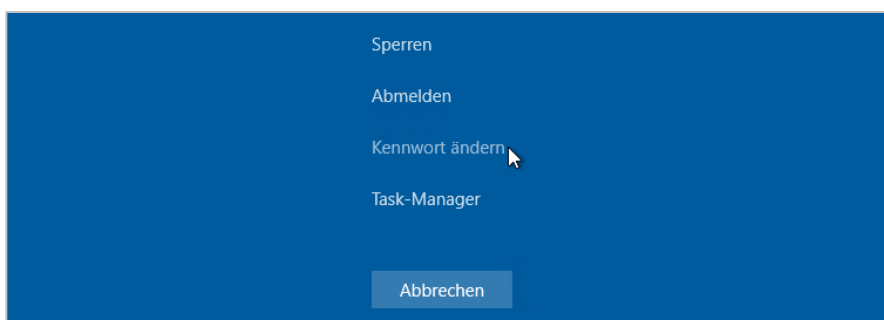 Sperren
Abmelden
Kennwort ändern
Task-Manager
Abbrechen